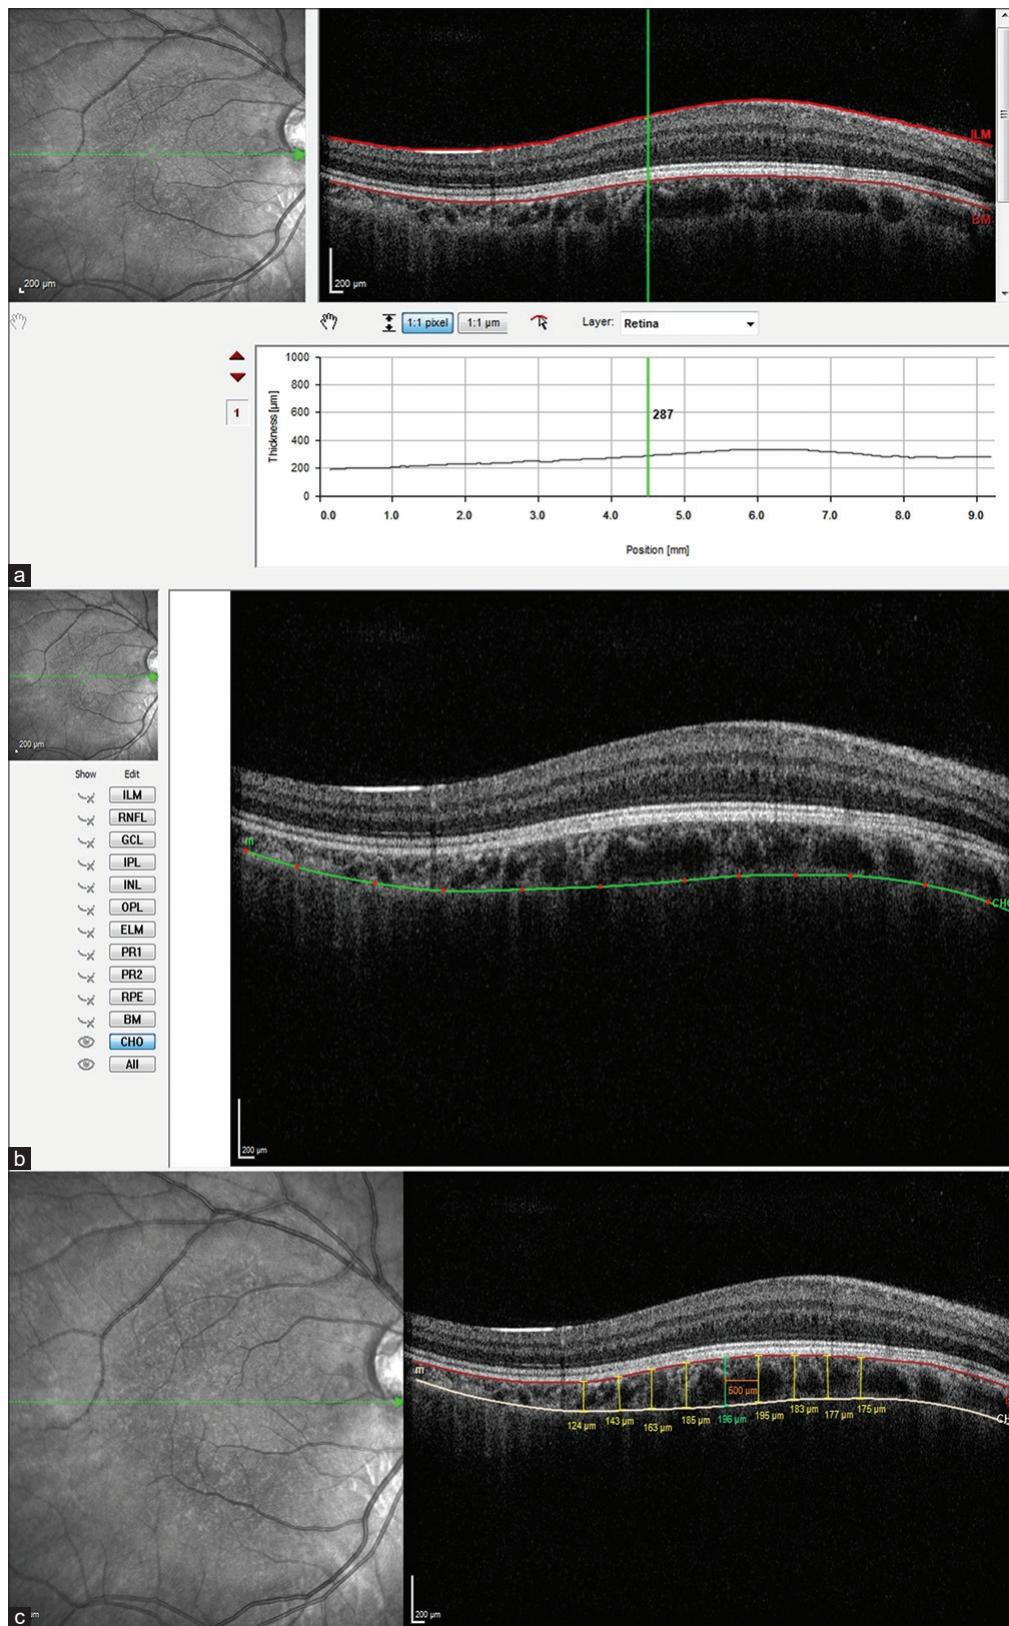 ILM
BM
200 µm
200 µm
1:1 pixel 1:1 µm Layer: Retina
1
Thickness [µm]
1000
800
600
400
200
0
287
0.0 1.0 2.0 3.0 4.0 5.0 6.0 7.0 8.0 9.0
Position [mm]
a
200 µm
Show Edit
ILM
RNFL
GCL
IPL
INL
OPL
ELM
PR1
PR2
RPE
BM
CHO
All
m
CHO
200 µm
b
m
500 µm
CH
124 µm 143 µm 163 µm 185 µm 196 µm 195 µm 183 µm 177 µm 175 µm
200 µm
c
µm